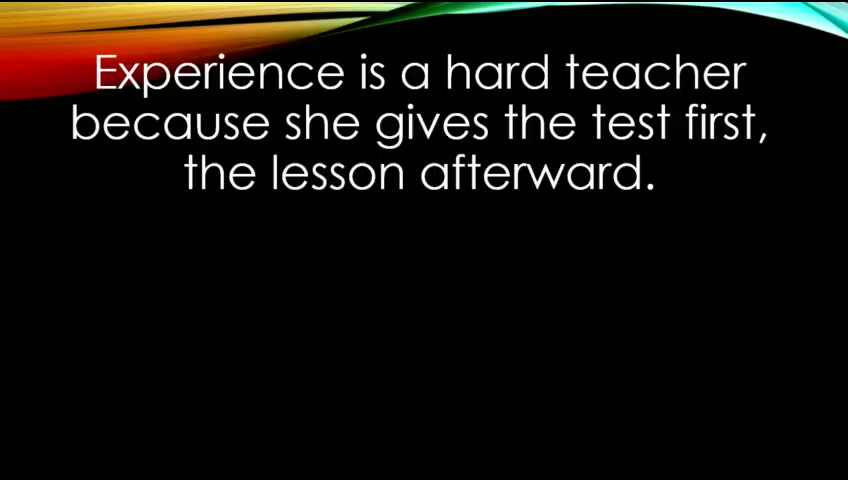 Experience is a hard teacher
because she gives the test first,
the lesson afterward.